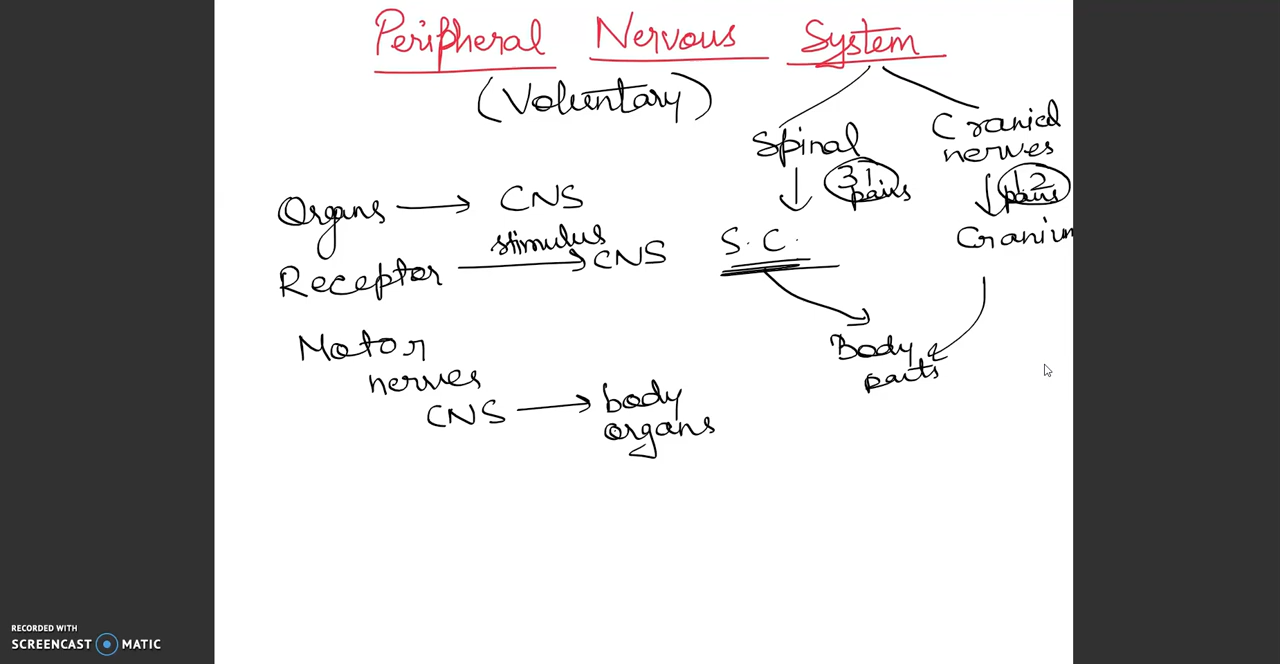 Peripheral Nervous System
(Voluntary)
Spinal
31
pairs
Cranial
nerves
12
pairs
Organs → CNS
stimulus
Receptor → CNS
S.C.
Cranium
Motor
nerves
CNS → body
organs
Body
parts
RECORDED WITH
SCREENCAST MATIC